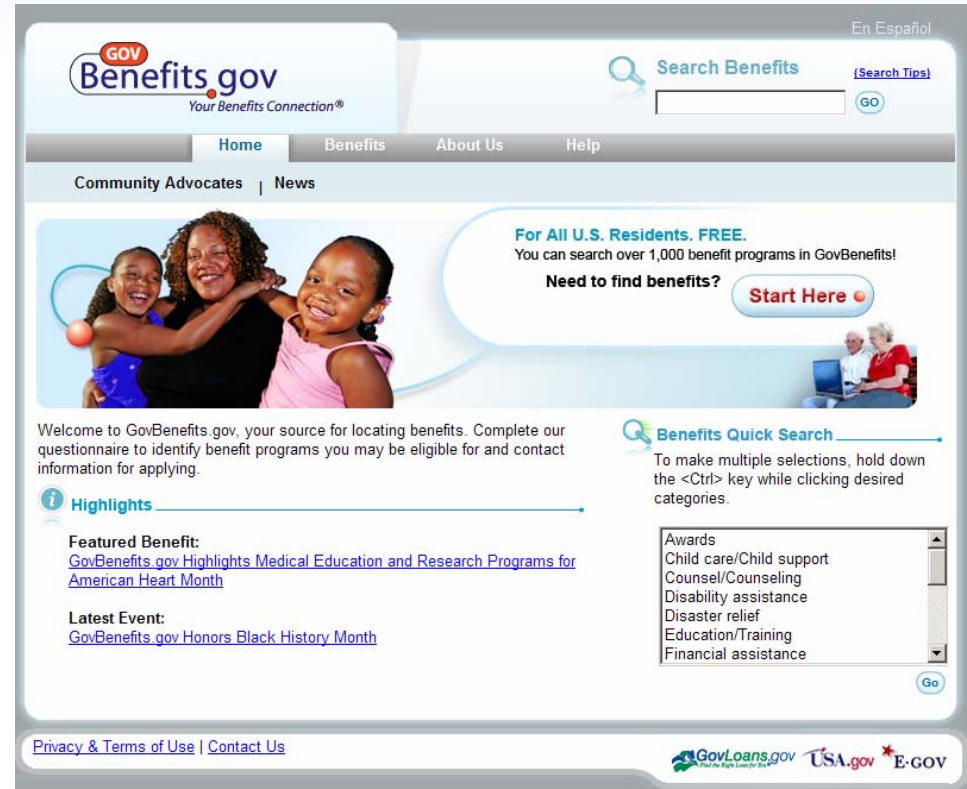 En Español
GOV
Benefits.gov
Your Benefits Connection®
Search Benefits
(Search Tips)
GO
Home Benefits About Us Help
Community Advocates | News
For All U.S. Residents. FREE.
You can search over 1,000 benefit programs in GovBenefits!
Need to find benefits?
Start Here
Welcome to GovBenefits.gov, your source for locating benefits. Complete our
questionnaire to identify benefit programs you may be eligible for and contact
information for applying.
Highlights
Featured Benefit:
GovBenefits.gov Highlights Medical Education and Research Programs for
American Heart Month
Latest Event:
GovBenefits.gov Honors Black History Month
Benefits Quick Search
To make multiple selections, hold down
the <Ctrl> key while clicking desired
categories.
Awards
Child care/Child support
Counsel/Counseling
Disability assistance
Disaster relief
Education/Training
Financial assistance
Go
Privacy & Terms of Use | Contact Us
GovLoans.gov
Find the Right Loan for You
USA.gov
E-GOV